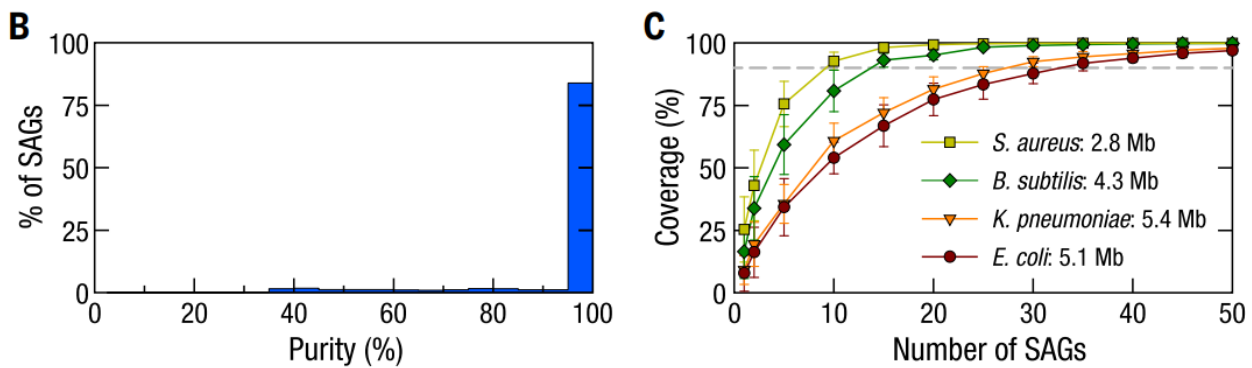 B
100
75
50
25
0
% of SAGs
0 20 40 60 80 100
Purity (%)
C
100
75
50
25
0
Coverage (%)
S. aureus: 2.8 Mb
B. subtilis: 4.3 Mb
K. pneumoniae: 5.4 Mb
E. coli: 5.1 Mb
0 10 20 30 40 50
Number of SAGs